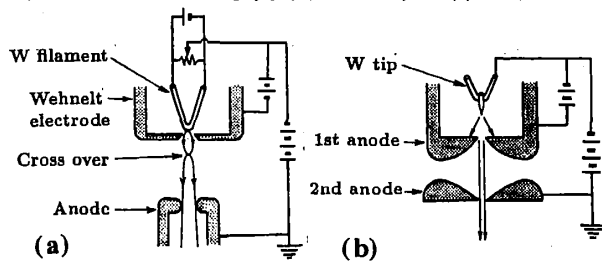 W filament
Wehnelt
electrode
Cross over
Anode
(a)
W tip
1st anode
2nd anode
(b)